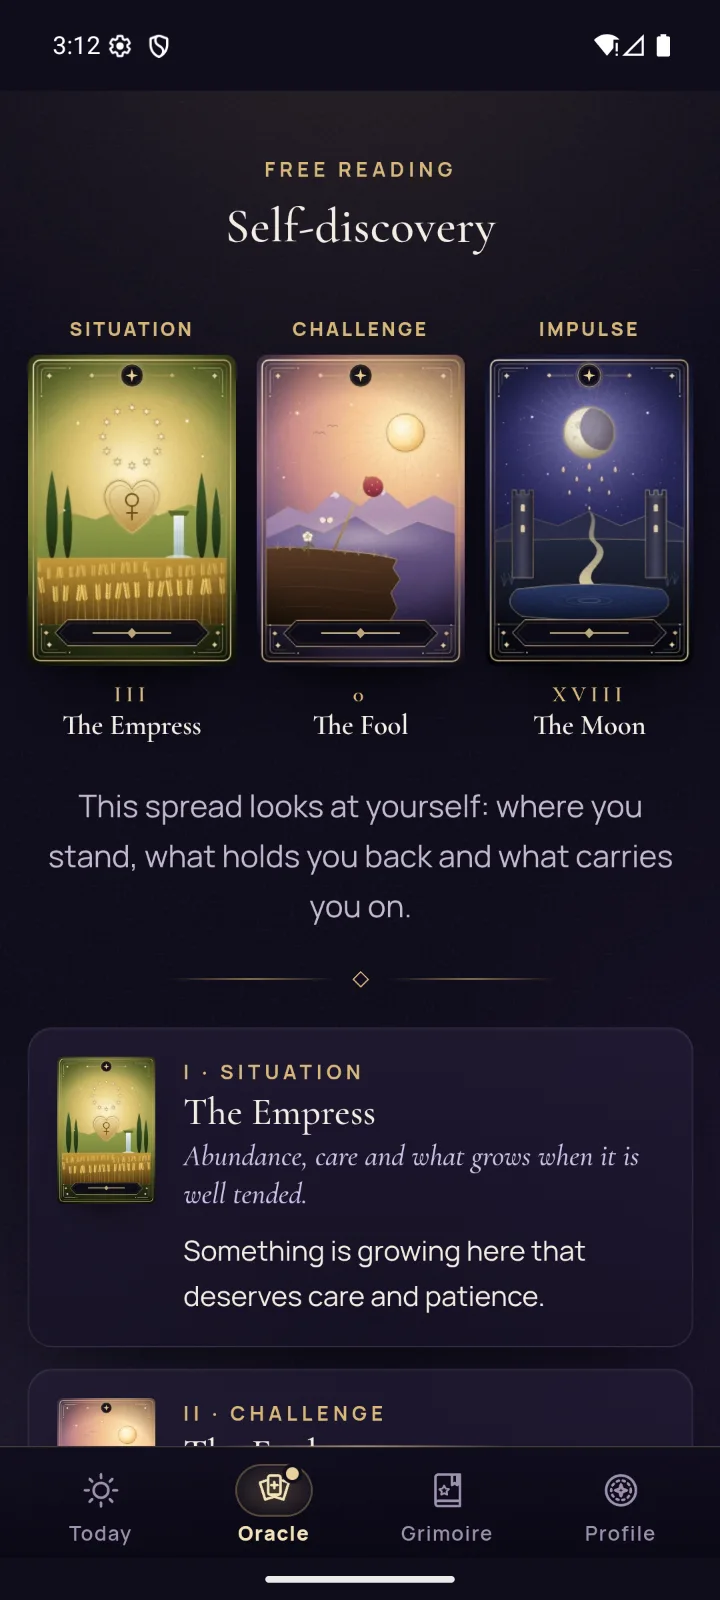 3:12
FREE READING
Self-discovery
SITUATION
CHALLENGE
IMPULSE
III
The Empress
0
The Fool
XVIII
The Moon
This spread looks at yourself: where you
stand, what holds you back and what carries
you on.
I · SITUATION
The Empress
Abundance, care and what grows when it is
well tended.
Something is growing here that
deserves care and patience.
II · CHALLENGE
The Fool
Today
Oracle
Grimoire
Profile